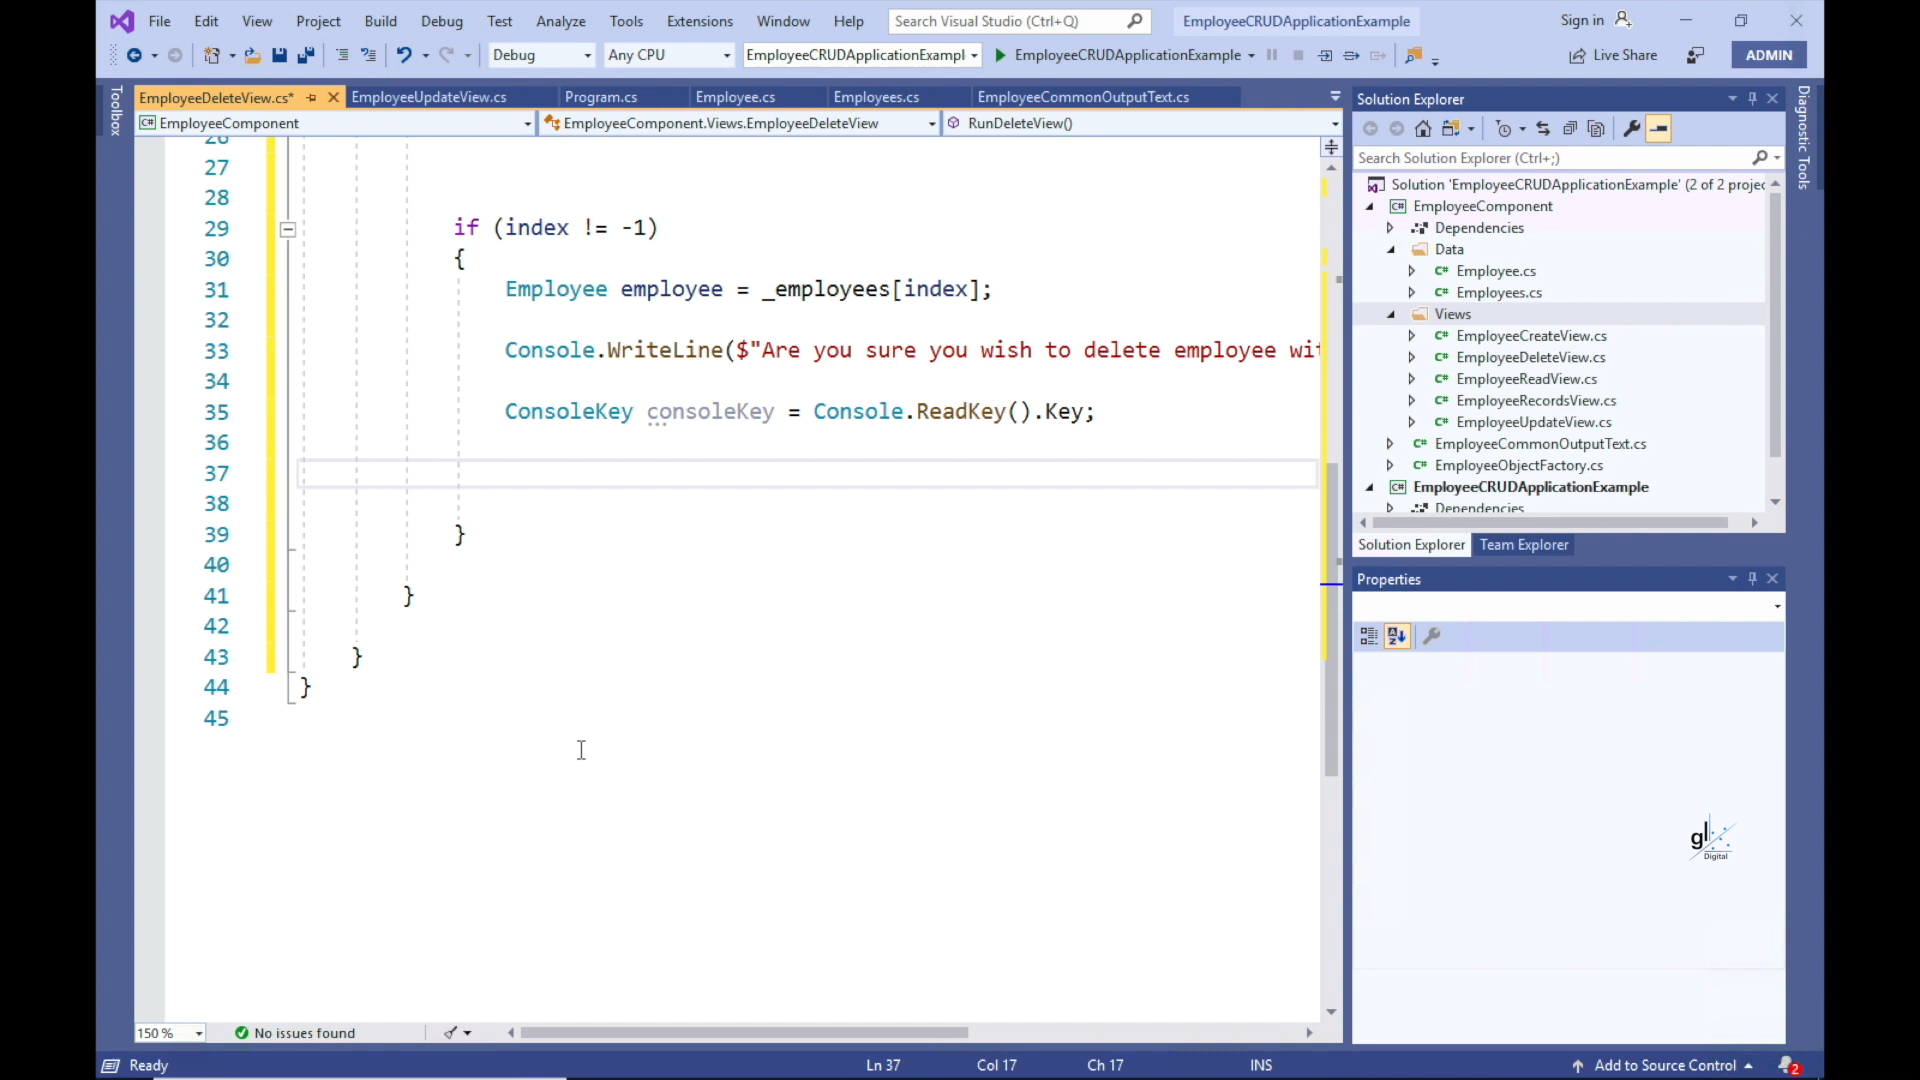 File Edit View Project Build Debug Test Analyze Tools Extensions Window Help Search Visual Studio (Ctrl+Q) EmployeeCRUDApplicationExample Sign in
Debug Any CPU EmployeeCRUDApplicationExampl EmployeeCRUDApplicationExample Live Share ADMIN
Toolbox
EmployeeDeleteView.cs* EmployeeUpdateView.cs Program.cs Employee.cs Employees.cs EmployeeCommonOutputText.cs
C# EmployeeComponent EmployeeComponent.Views.EmployeeDeleteView RunDeleteView()
26
27
28
29 if (index != -1)
30 {
31 Employee employee = _employees[index];
32
33 Console.WriteLine($"Are you sure you wish to delete employee wit
34
35 ConsoleKey consoleKey = Console.ReadKey().Key;
36
37
38
39 }
40
41 }
42
43 }
44 }
45
150 % No issues found
Solution Explorer
Search Solution Explorer (Ctrl+;)
Solution 'EmployeeCRUDApplicationExample' (2 of 2 projec
C# EmployeeComponent
Dependencies
Data
C# Employee.cs
C# Employees.cs
Views
C# EmployeeCreateView.cs
C# EmployeeDeleteView.cs
C# EmployeeReadView.cs
C# EmployeeRecordsView.cs
C# EmployeeUpdateView.cs
C# EmployeeCommonOutputText.cs
C# EmployeeObjectFactory.cs
C# EmployeeCRUDApplicationExample
Dependencies
Solution Explorer Team Explorer
Properties
Diagnostic Tools
gl
Digital
Ready Ln 37 Col 17 Ch 17 INS Add to Source Control 2